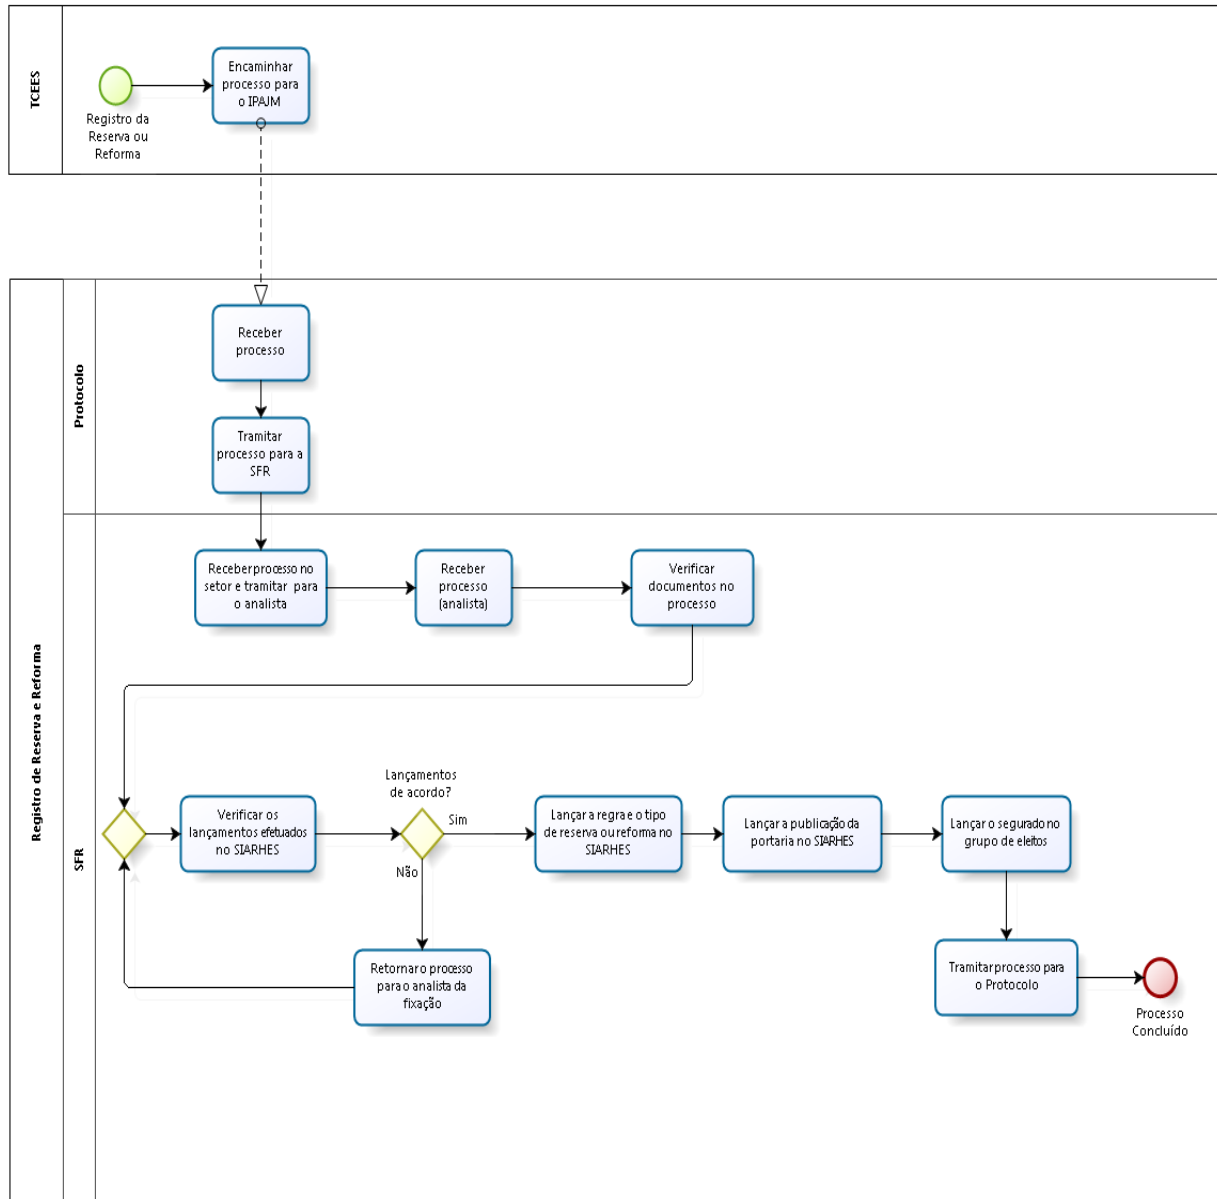 TCEES
Encaminhar
processo para
o IPAJM
Registro da
Reserva ou
Reforma
Registro de Reserva e Reforma
Protocolo
Receber
processo
Tramitar
processo para a
SFR
SFR
Receber processo no
setor e tramitar para
o analista
Receber
processo
(analista)
Verificar
documentos no
processo
Verificar os
lançamentos efetuados
no SIARHES
Lançamentos
de acordo?
Sim
Não
Lançar a regra e o tipo
de reserva ou reforma no
SIARHES
Lançar a publicação da
portaria no SIARHES
Lançar o segurado no
grupo de eleitos
Retornar o processo
para o analista da
fixação
Tramitar processo para
o Protocolo
Processo
Concluído